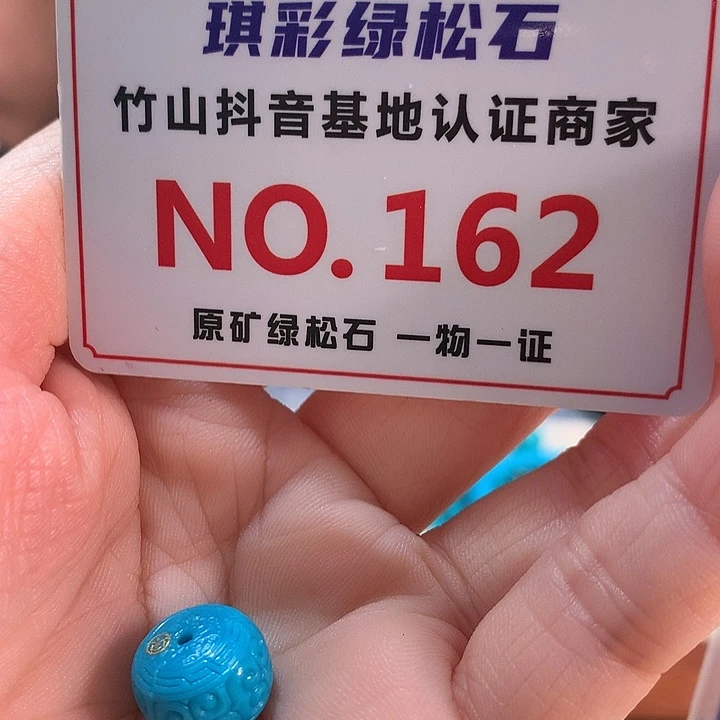 琪彩绿松石
竹山抖音基地认证商家
NO.162
原矿绿松石 一物一证